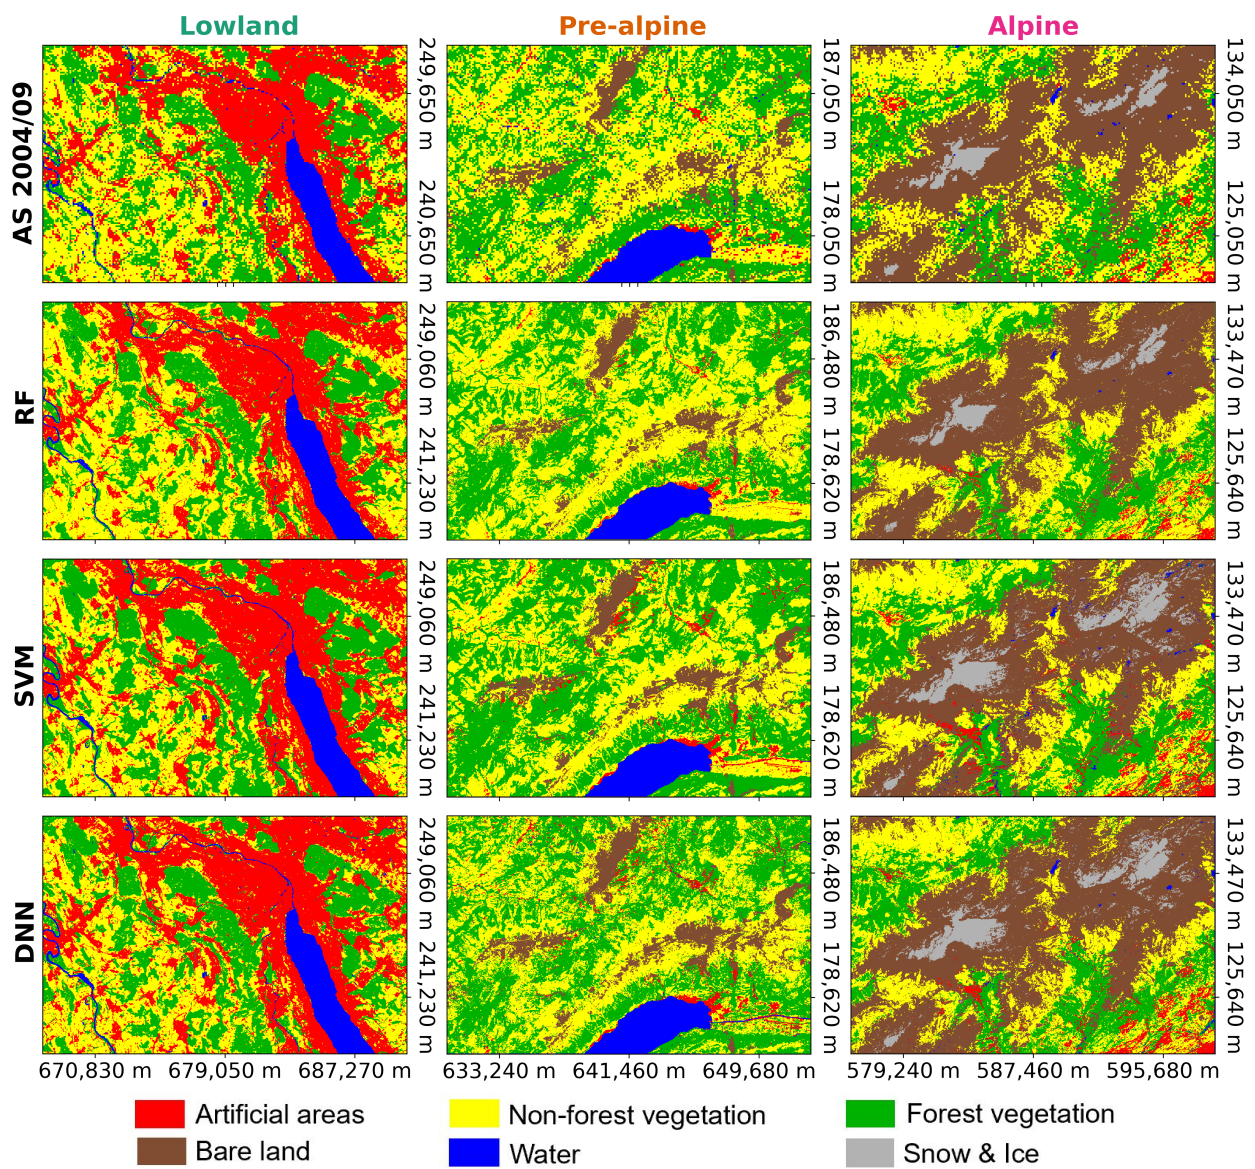 Lowland Pre-alpine Alpine
AS 2004/09
249,650 m
240,650 m
187,050 m
178,050 m
134,050 m
125,050 m
RF
249,060 m
241,230 m
186,480 m
178,620 m
133,470 m
125,640 m
SVM
249,060 m
241,230 m
186,480 m
178,620 m
133,470 m
125,640 m
DNN
249,060 m
241,230 m
186,480 m
178,620 m
133,470 m
125,640 m
670,830 m 679,050 m 687,270 m 633,240 m 641,460 m 649,680 m 579,240 m 587,460 m 595,680 m
Artificial areas Non-forest vegetation Forest vegetation
Bare land Water Snow & Ice